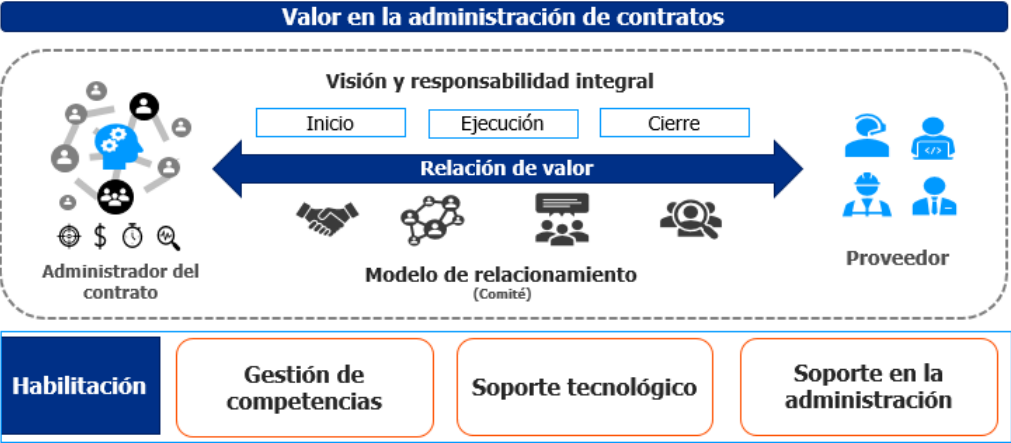 Valor en la administración de contratos
Visión y responsabilidad integral
Inicio
Ejecución
Cierre
Relación de valor
Administrador del
contrato
Modelo de relacionamiento
(Comité)
Proveedor
Habilitación
Gestión de
competencias
Soporte tecnológico
Soporte en la
administración